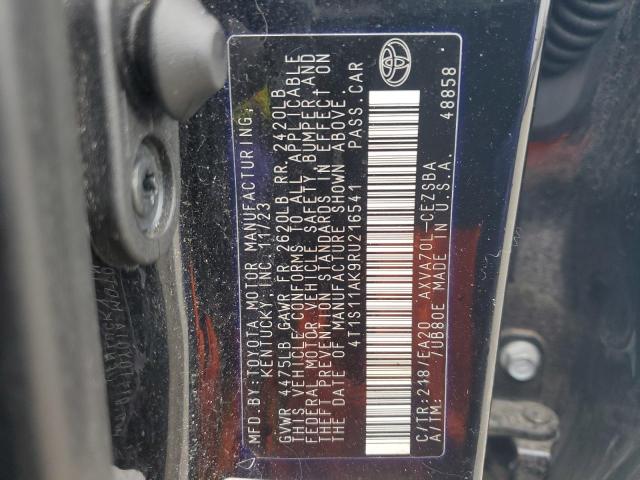 MFD.BY:TOYOTA MOTOR MANUFACTURING,
KENTUCKY, INC. 11/23
GVWR 4475LB GAWR FR 2620LB RR 2420LB
THIS VEHICLE CONFORMS TO ALL APPLICABLE
FEDERAL MOTOR VEHICLE SAFETY, BUMPER, AND
THEFT PREVENTION STANDARDS IN EFFECT ON
THE DATE OF MANUFACTURE SHOWN ABOVE.
4T1S11AK9RU216541 PASS.CAR
C/TR:218/EA20 AXVA70L-CEZSBA
A/TM: /UB80E MADE IN U.S.A.
48858